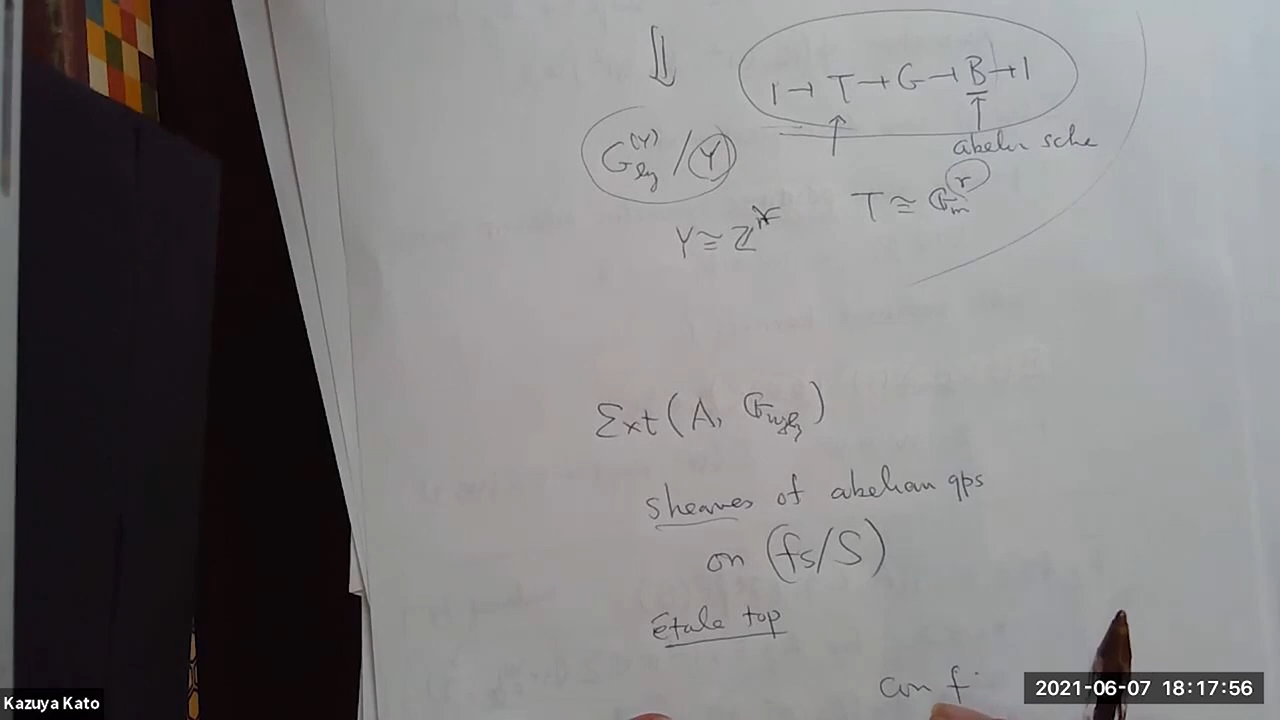 ⇓
1 → T → G → B → 1
G_log^(Y) / Y
abelian sche
T ≅ G_m^r
Y ≅ Z^r
Ext(A, G_m,log)
sheaves of abelian gps
on (fs/S)
étale top
can f
2021-06-07 18:17:56
Kazuya Kato